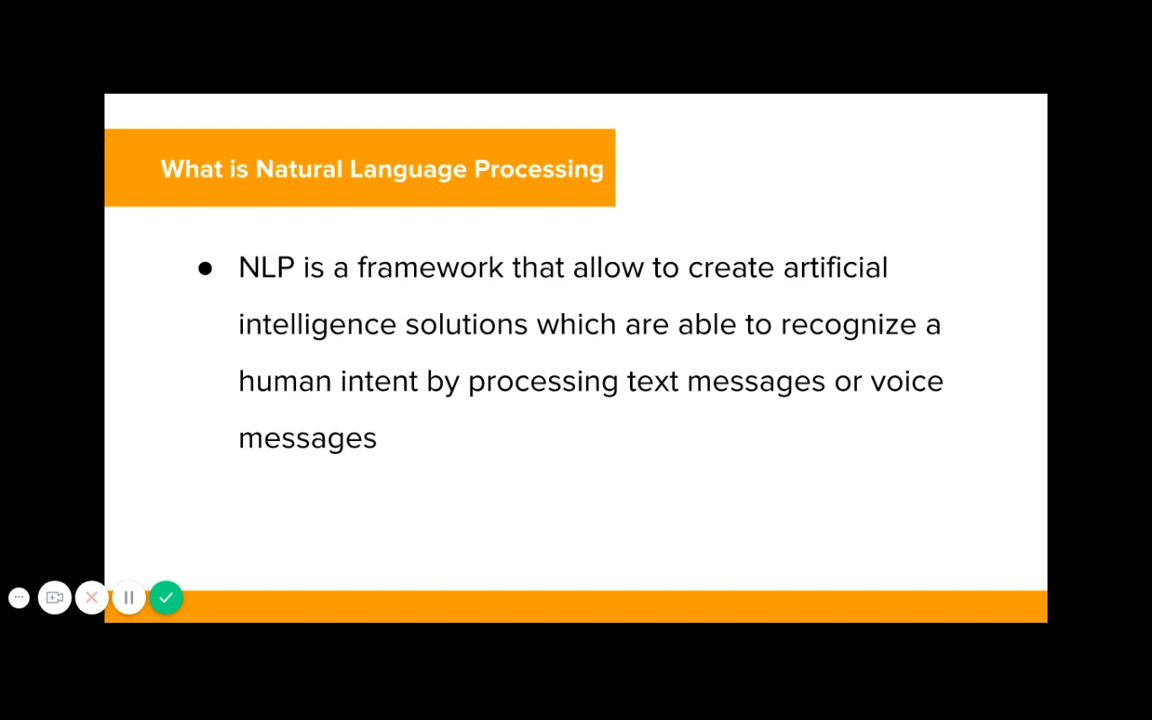 What is Natural Language Processing
● NLP is a framework that allow to create artificial
intelligence solutions which are able to recognize a
human intent by processing text messages or voice
messages